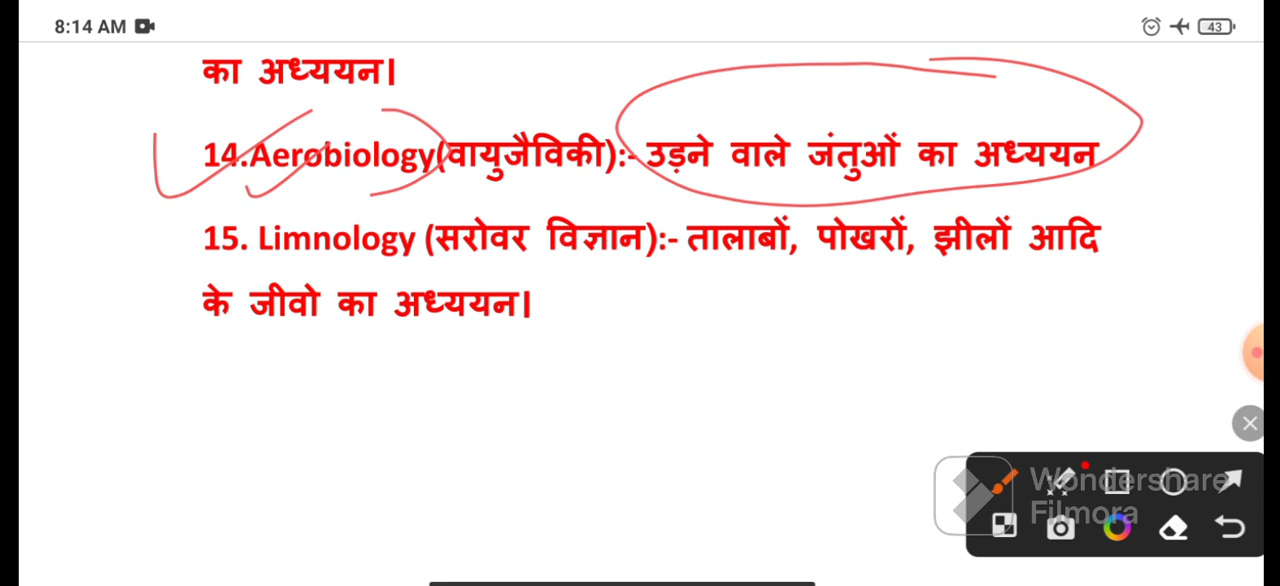 8:14 AM
43
का अध्ययन।
14.Aerobiology(वायुजैविकी):- उड़ने वाले जंतुओं का अध्ययन
15. Limnology (सरोवर विज्ञान):- तालाबों, पोखरों, झीलों आदि
के जीवो का अध्ययन।
Wondershare
Filmora